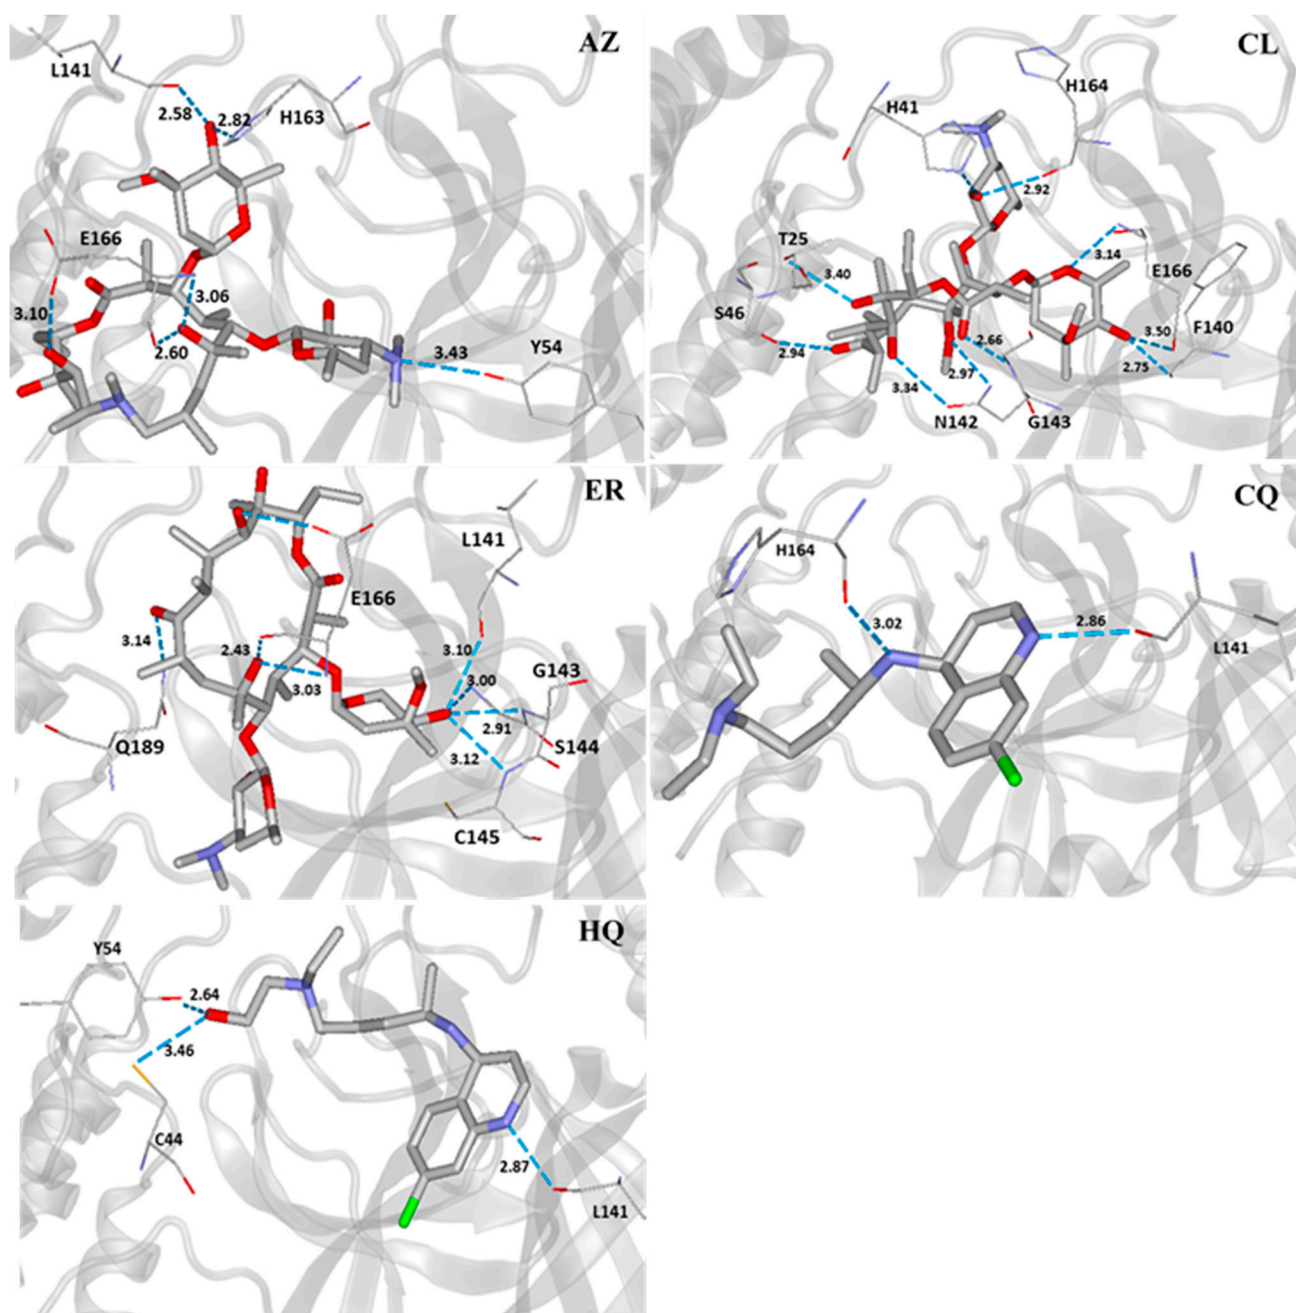 AZ
L141
2.58
2.82
H163
E166
3.10
3.06
2.60
3.43
Y54
CL
H164
H41
2.92
T25
3.14
3.40
E166
S46
F140
3.50
2.66
2.94
2.75
2.97
3.34
N142
G143
ER
L141
E166
3.14
2.43
3.10
G143
3.03
3.00
2.91
S144
Q189
3.12
C145
CQ
H164
3.02
2.86
L141
HQ
Y54
2.64
3.46
C44
2.87
L141